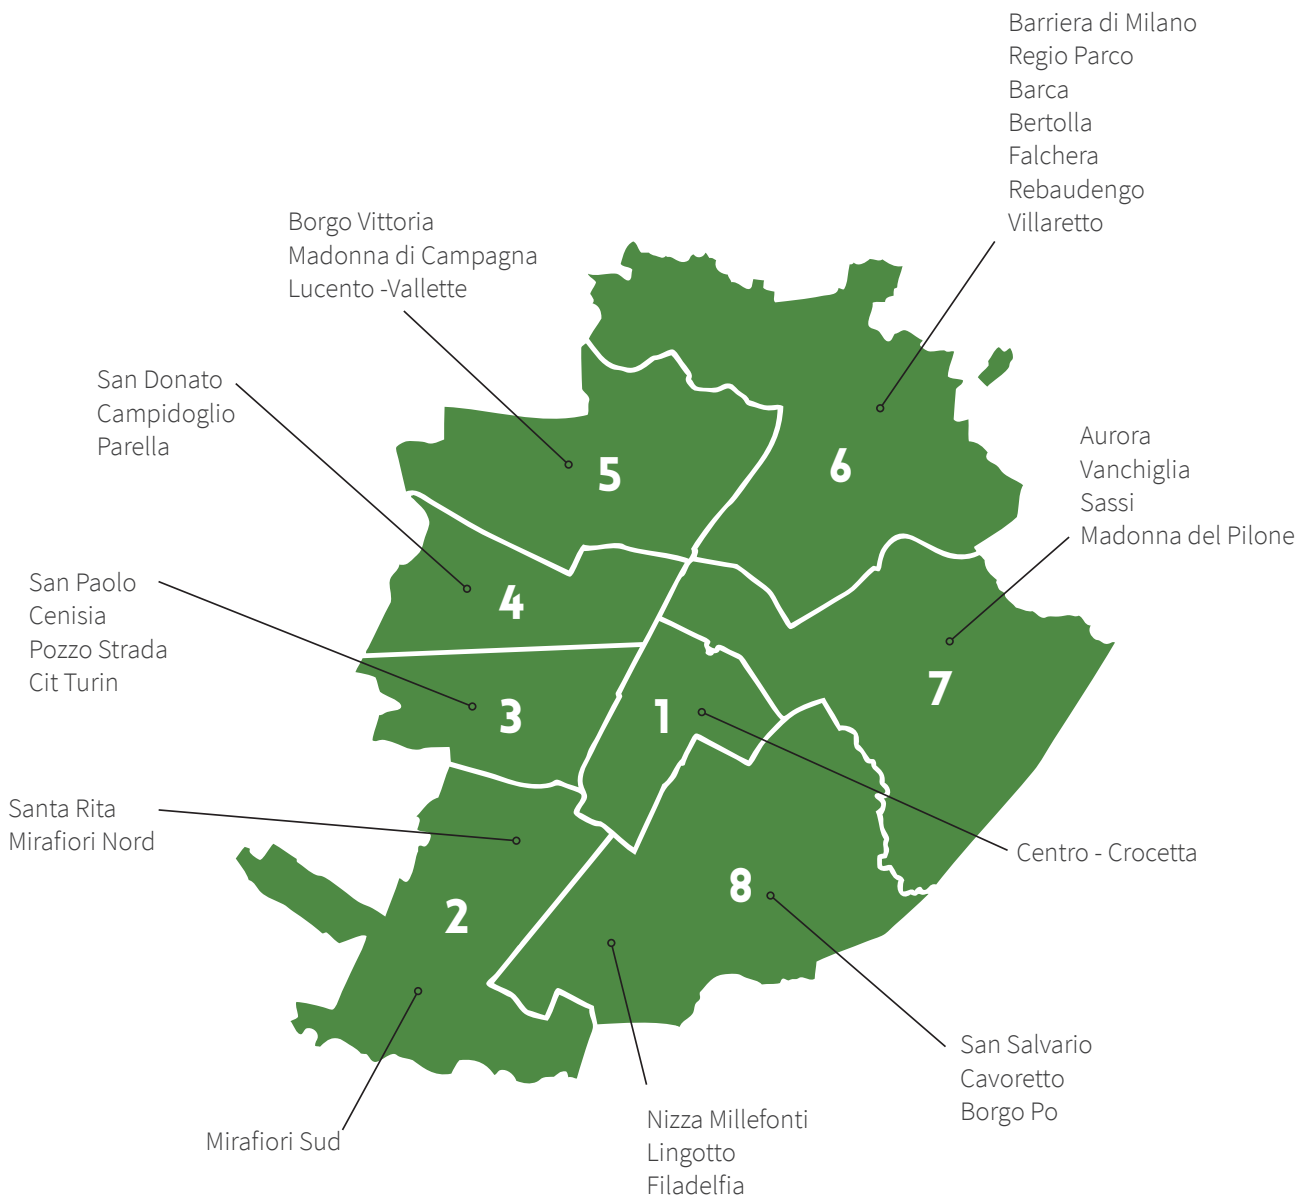 Barriera di Milano
Regio Parco
Barca
Bertolla
Falchera
Rebaudengo
Villaretto
Borgo Vittoria
Madonna di Campagna
Lucento -Vallette
San Donato
Campidoglio
Parella
Aurora
Vanchiglia
Sassi
Madonna del Pilone
5
6
San Paolo
Cenisia
Pozzo Strada
Cit Turin
4
7
3
1
Santa Rita
Mirafiori Nord
Centro - Crocetta
8
2
San Salvario
Cavoretto
Borgo Po
Mirafiori Sud
Nizza Millefonti
Lingotto
Filadelfia